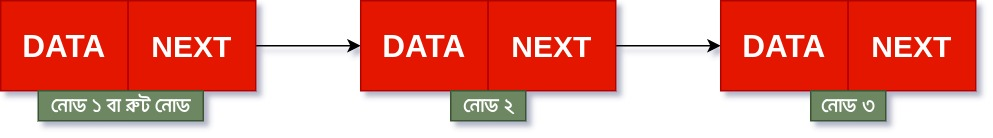 DATA NEXT DATA NEXT DATA NEXT
নোড ১ বা রুট নোড নোড ২ নোড ৩